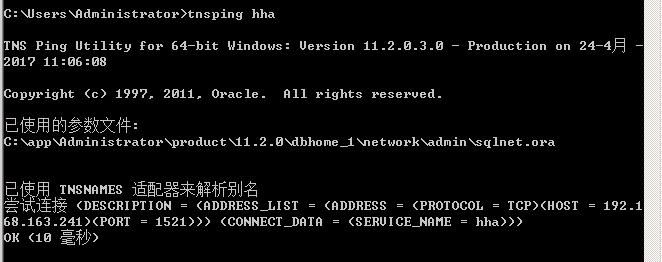 C:\Users\Administrator>tnsping hha
TNS Ping Utility for 64-bit Windows: Version 11.2.0.3.0 - Production on 24-4月 -
2017 11:06:08
Copyright (c) 1997, 2011, Oracle.  All rights reserved.
已使用的参数文件:
C:\app\Administrator\product\11.2.0\dbhome_1\network\admin\sqlnet.ora
已使用 TNSNAMES 适配器来解析别名
尝试连接 (DESCRIPTION = (ADDRESS_LIST = (ADDRESS = (PROTOCOL = TCP)(HOST = 192.1
68.163.241)(PORT = 1521))) (CONNECT_DATA = (SERVICE_NAME = hha)))
OK (10 毫秒)